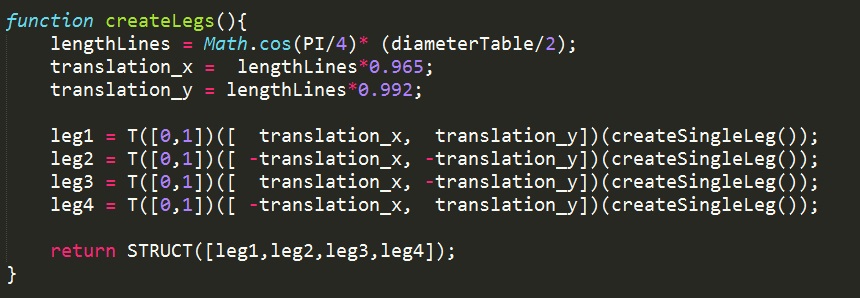 function createLegs(){
    lengthLines = Math.cos(PI/4)* (diameterTable/2);
    translation_x =  lengthLines*0.965;
    translation_y = lengthLines*0.992;

    leg1 = T([0,1])([  translation_x,  translation_y])(createSingleLeg());
    leg2 = T([0,1])([ -translation_x, -translation_y])(createSingleLeg());
    leg3 = T([0,1])([  translation_x, -translation_y])(createSingleLeg());
    leg4 = T([0,1])([ -translation_x,  translation_y])(createSingleLeg());

    return STRUCT([leg1,leg2,leg3,leg4]);
}